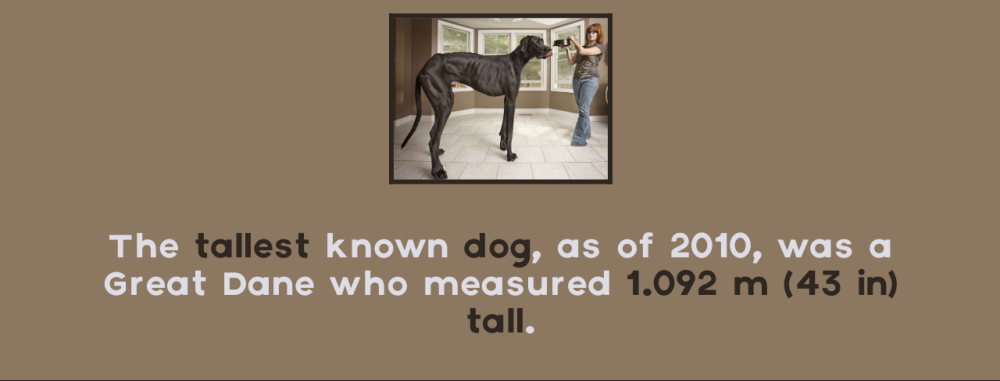 The tallest known dog, as of 2010, was a
Great Dane who measured 1.092 m (43 in)
tall.